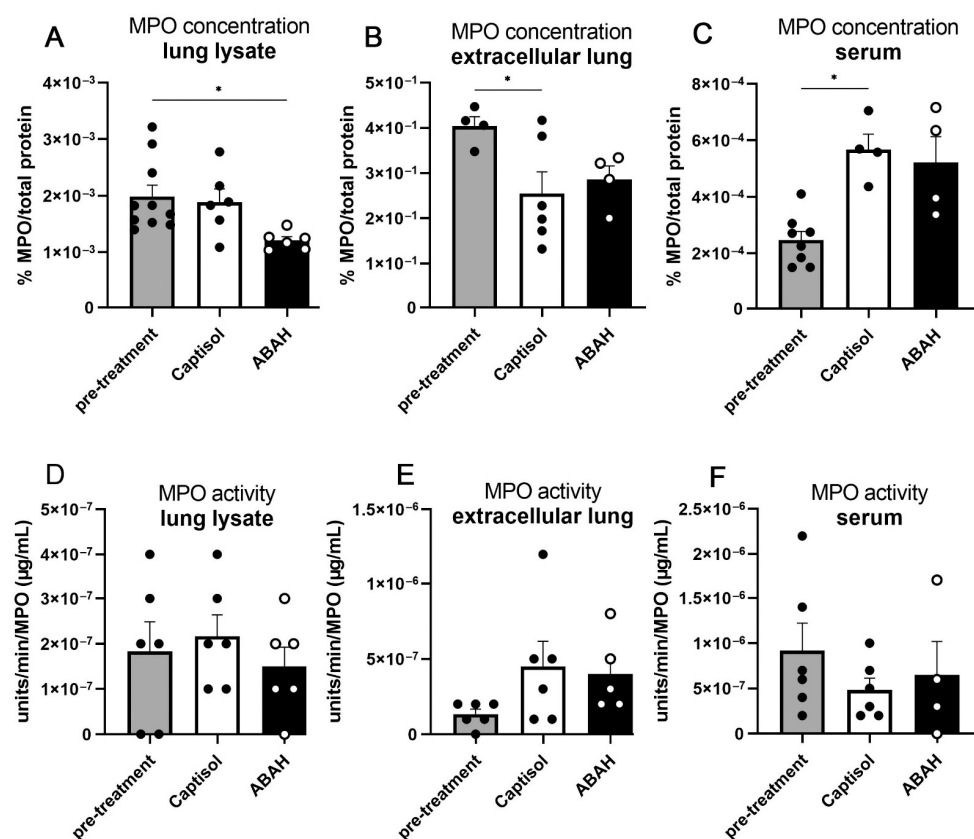 A
MPO concentration
lung lysate
% MPO/total protein
4×10⁻³
3×10⁻³
2×10⁻³
1×10⁻³
0
*
pre-treatment
Captisol
ABAH
B
MPO concentration
extracellular lung
% MPO/total protein
5×10⁻¹
4×10⁻¹
3×10⁻¹
2×10⁻¹
1×10⁻¹
0
*
pre-treatment
Captisol
ABAH
C
MPO concentration
serum
% MPO/total protein
8×10⁻⁴
6×10⁻⁴
4×10⁻⁴
2×10⁻⁴
0
*
pre-treatment
Captisol
ABAH
D
MPO activity
lung lysate
units/min/MPO (µg/mL)
5×10⁻⁷
4×10⁻⁷
3×10⁻⁷
2×10⁻⁷
1×10⁻⁷
0
pre-treatment
Captisol
ABAH
E
MPO activity
extracellular lung
units/min/MPO (µg/mL)
1.5×10⁻⁶
1×10⁻⁶
5×10⁻⁷
0
pre-treatment
Captisol
ABAH
F
MPO activity
serum
units/min/MPO (µg/mL)
2.5×10⁻⁶
2×10⁻⁶
1.5×10⁻⁶
1×10⁻⁶
5×10⁻⁷
0
pre-treatment
Captisol
ABAH